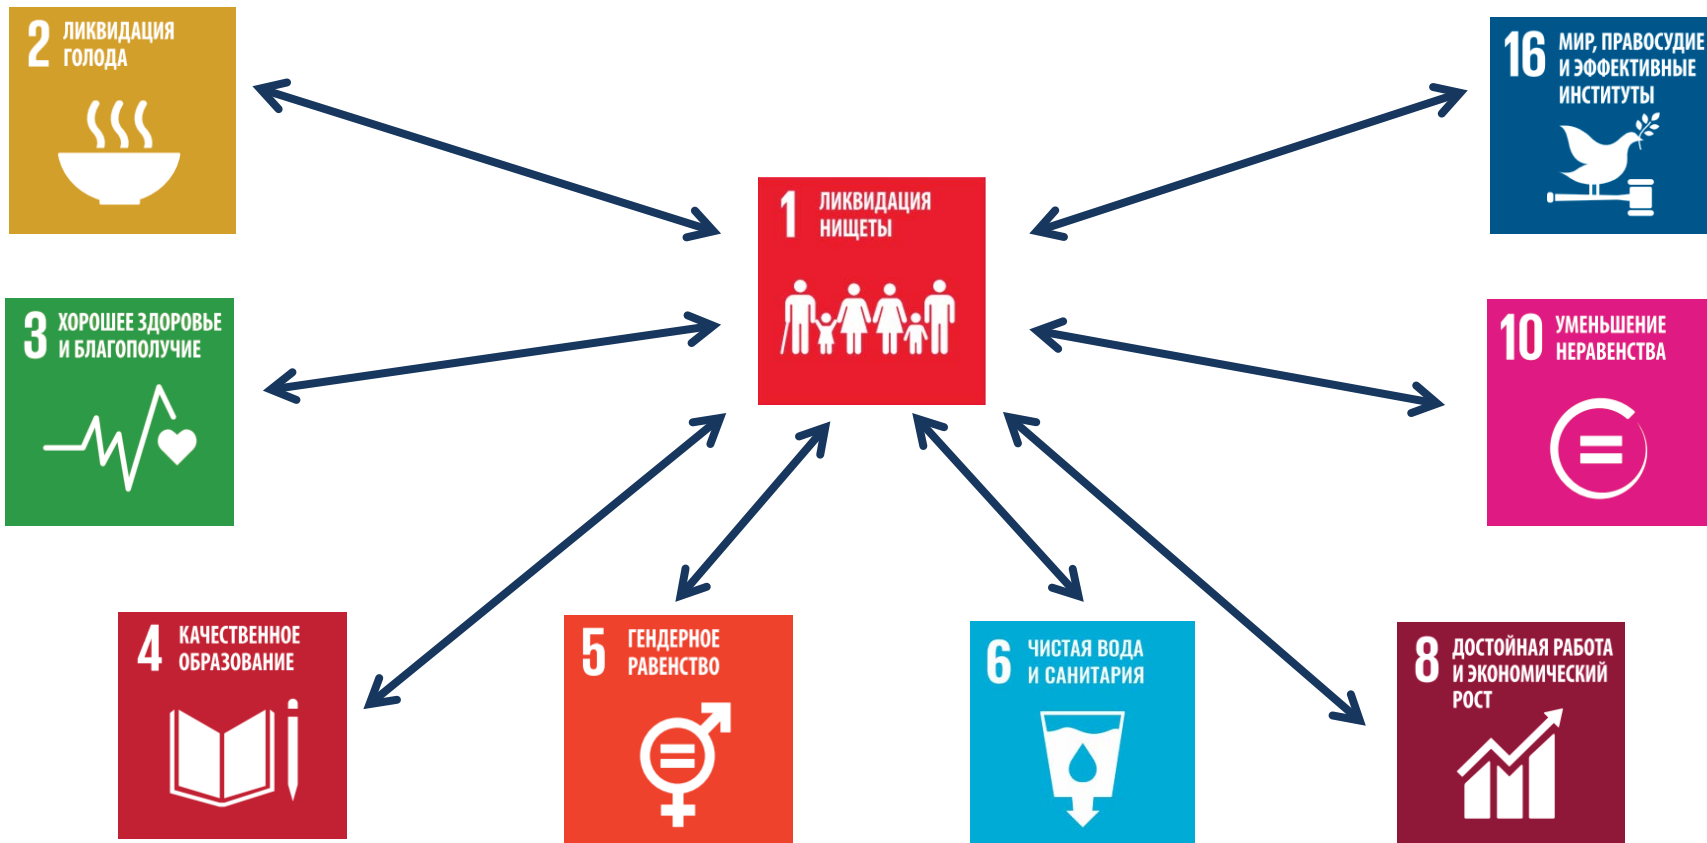 2 ЛИКВИДАЦИЯ
ГОЛОДА
16 МИР, ПРАВОСУДИЕ
И ЭФФЕКТИВНЫЕ
ИНСТИТУТЫ
1 ЛИКВИДАЦИЯ
НИЩЕТЫ
3 ХОРОШЕЕ ЗДОРОВЬЕ
И БЛАГОПОЛУЧИЕ
10 УМЕНЬШЕНИЕ
НЕРАВЕНСТВА
4 КАЧЕСТВЕННОЕ
ОБРАЗОВАНИЕ
5 ГЕНДЕРНОЕ
РАВЕНСТВО
6 ЧИСТАЯ ВОДА
И САНИТАРИЯ
8 ДОСТОЙНАЯ РАБОТА
И ЭКОНОМИЧЕСКИЙ
РОСТ